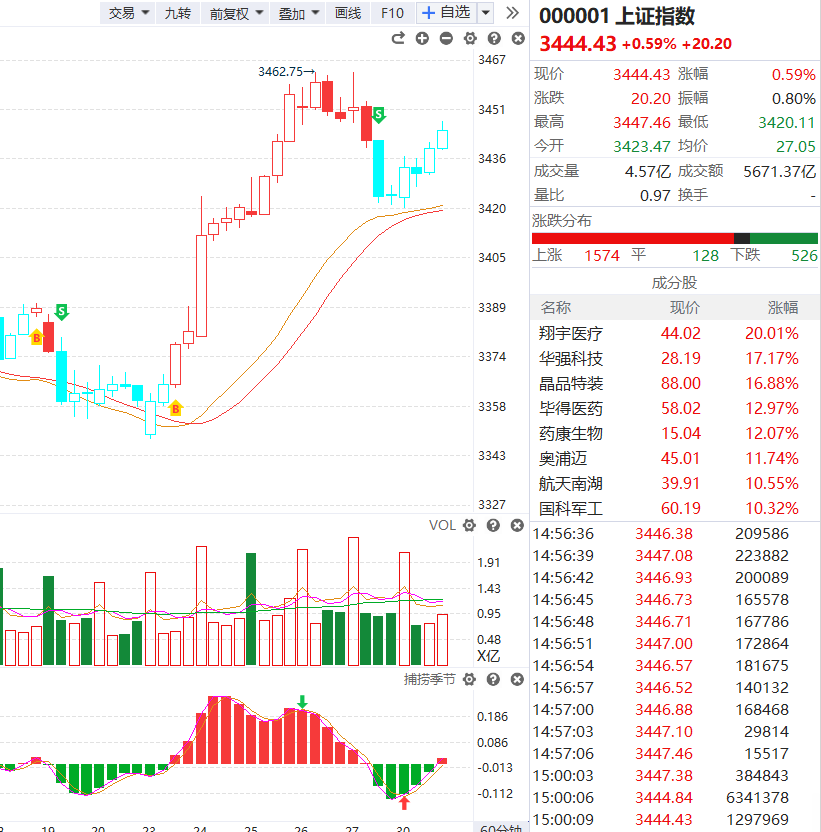 交易 九转 前复权 叠加 画线 F10 + 自选
3467
3462.75→
3451
S
3436
3420
3405
3389
S
B
3374
3358
B
3343
3327
VOL
1.91
1.43
0.95
0.48
X亿
捕捞季节
0.186
0.086
-0.013
-0.112
19 20 23 24 25 26 27 30 60分钟
000001 上证指数
3444.43 +0.59% +20.20
现价 3444.43 涨幅 0.59%
涨跌 20.20 振幅 0.80%
最高 3447.46 最低 3420.11
今开 3423.47 均价 27.05
成交量 4.57亿 成交额 5671.37亿
量比 0.97 换手 -
涨跌分布
上涨 1574 平 128 下跌 526
成分股
名称 现价 涨幅
翔宇医疗 44.02 20.01%
华强科技 28.19 17.17%
晶品特装 88.00 16.88%
毕得医药 58.02 12.97%
药康生物 15.04 12.07%
奥浦迈 45.01 11.74%
航天南湖 39.91 10.55%
国科军工 60.19 10.32%
14:56:36 3446.38 209586
14:56:39 3447.08 223882
14:56:42 3446.93 200089
14:56:45 3446.73 165578
14:56:48 3446.71 167786
14:56:51 3447.00 172864
14:56:54 3446.57 181675
14:56:57 3446.52 140132
14:57:00 3446.88 168468
14:57:03 3447.10 29814
14:57:06 3447.46 15517
15:00:03 3447.38 384843
15:00:06 3444.84 6341378
15:00:09 3444.43 1297969